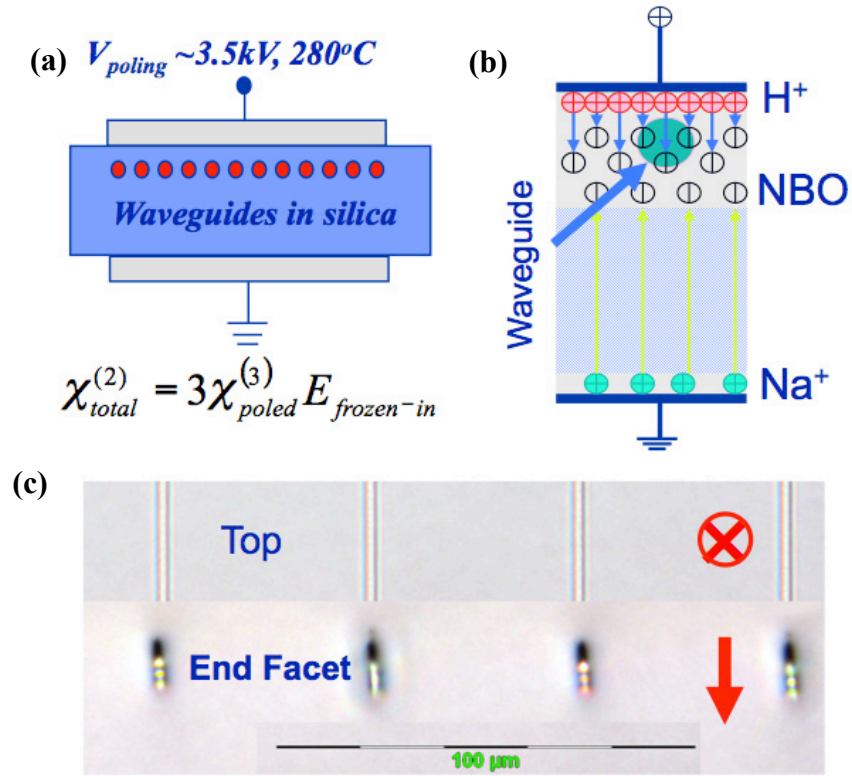 (a)
V_poling ~3.5kV, 280°C
Waveguides in silica
χ^(2)_total = 3χ^(3)_poled E_frozen-in
(b)
H⁺
NBO
Waveguide
Na⁺
(c)
Top
End Facet
100 µm